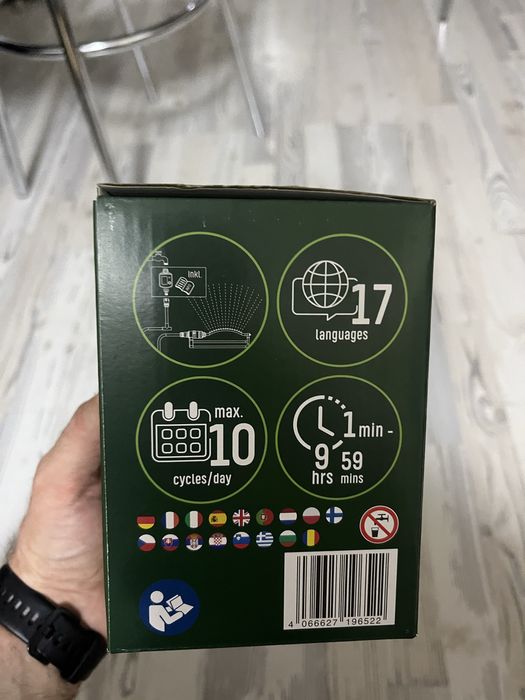 Inkl.
17
languages
max.
10
cycles/day
1 min -
9 59
hrs mins
4 066627 196522